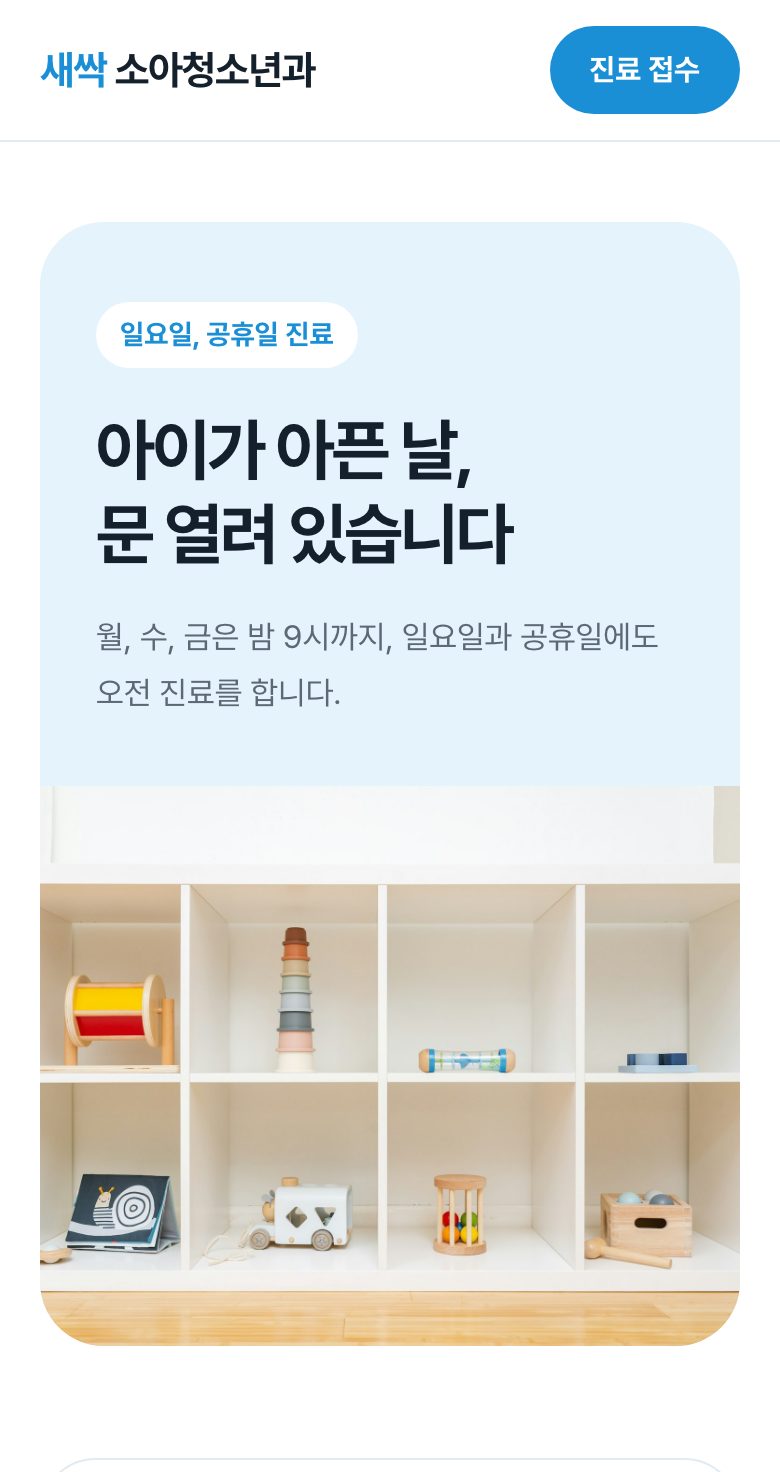 새싹 소아청소년과
진료 접수
일요일, 공휴일 진료
아이가 아픈 날,
문 열려 있습니다
월, 수, 금은 밤 9시까지, 일요일과 공휴일에도
오전 진료를 합니다.